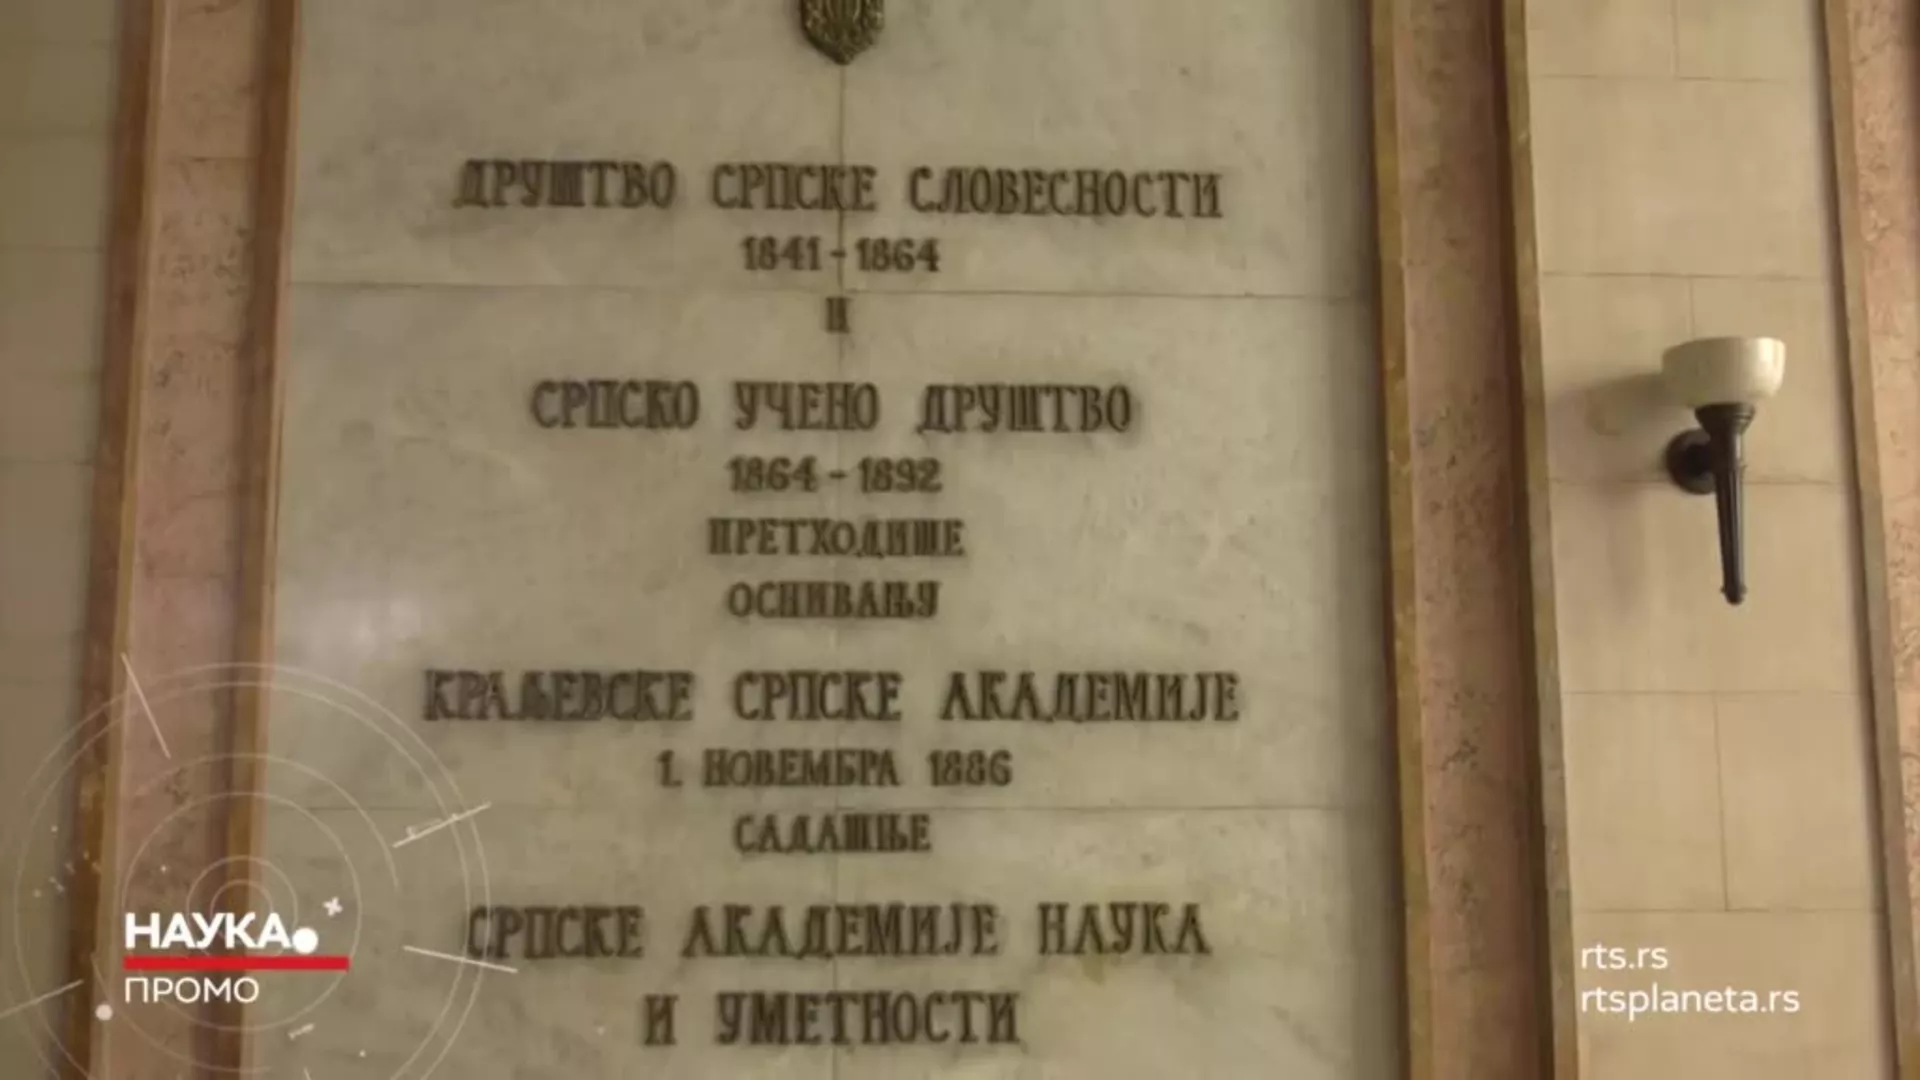 ДРУШТВО СРПСКЕ СЛОВЕСНОСТИ
1841-1864
И
СРПСКО УЧЕНО ДРУШТВО
1864-1892
ПРЕТХОДИШЕ
ОСНИВАЊУ
КРАЉЕВСКЕ СРПСКЕ АКАДЕМИЈЕ
1. НОВЕМБРА 1886
САДАШЊЕ
СРПСКЕ АКАДЕМИЈЕ НАУКА
И УМЕТНОСТИ
НАУКА
ПРОМО
rts.rs
rtsplaneta.rs